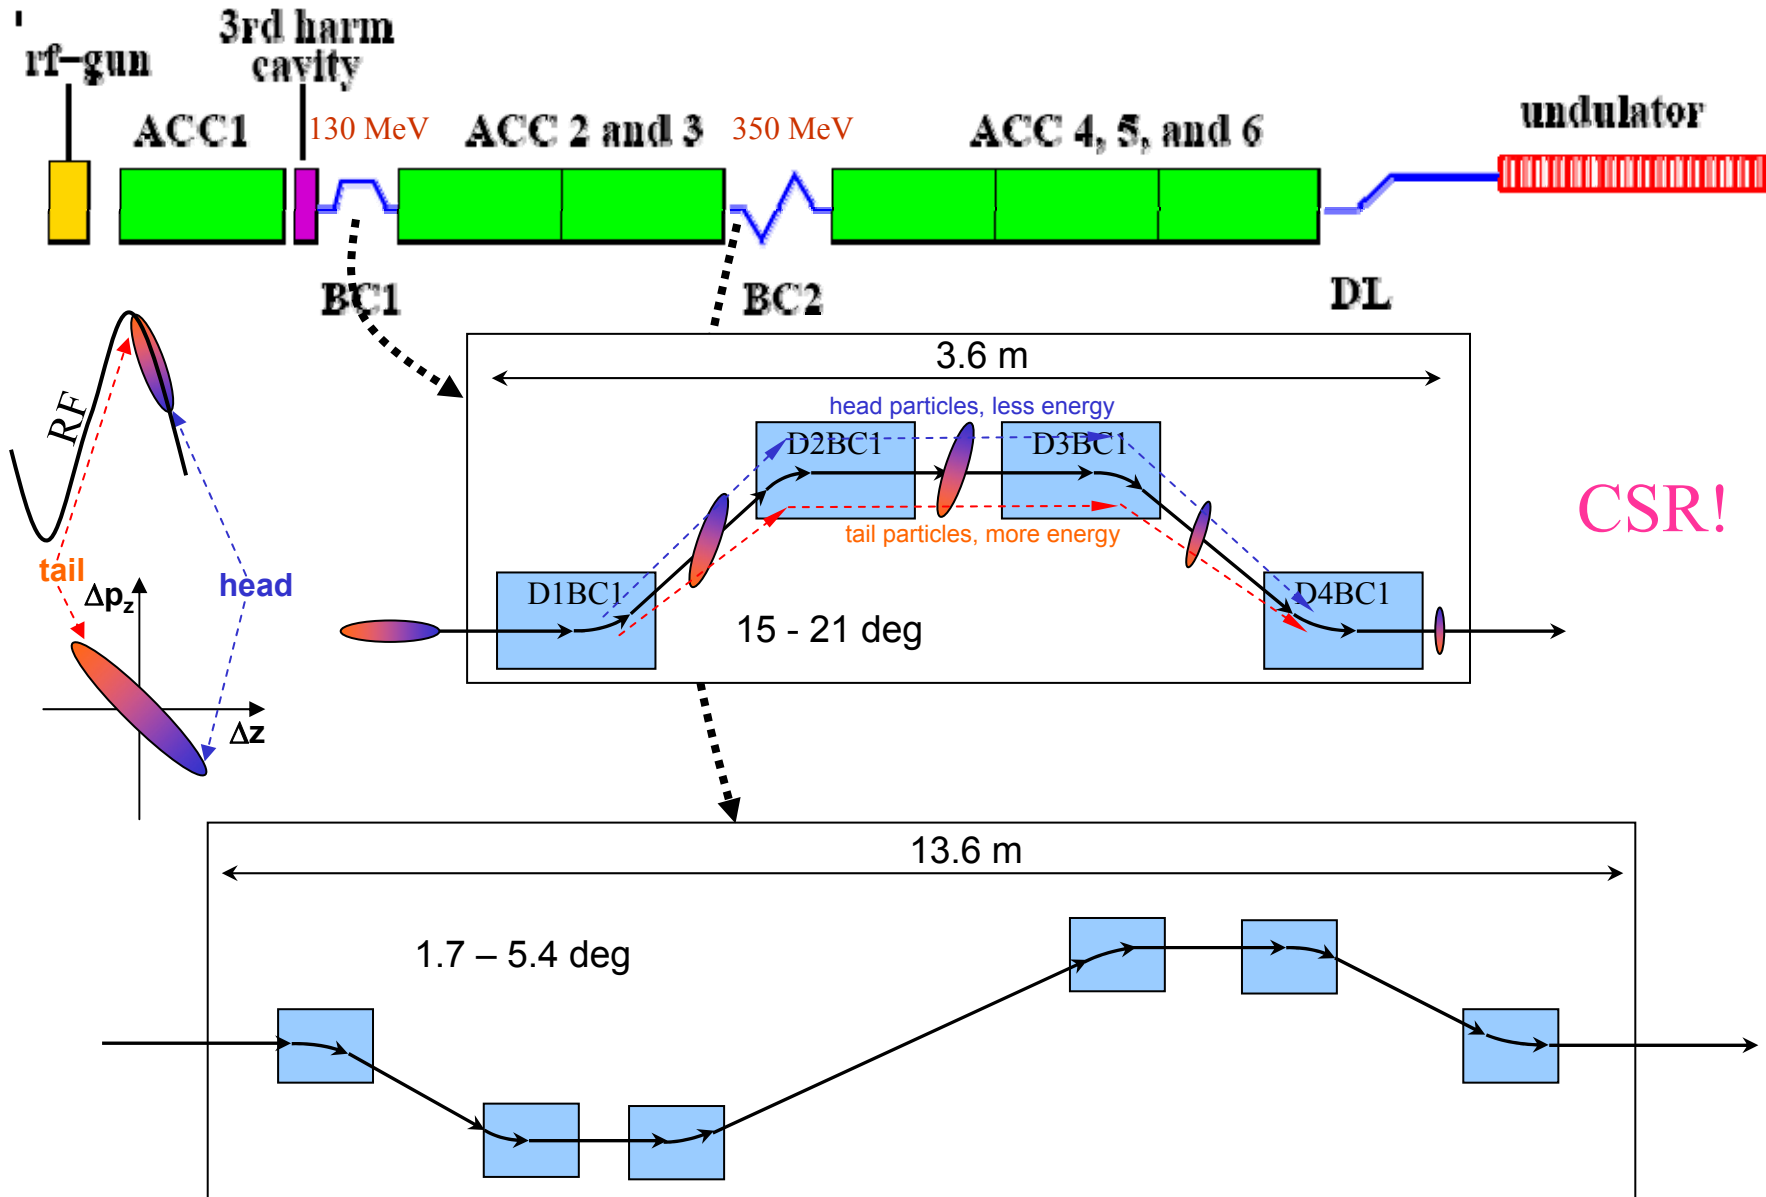 3rd harm
cavity
rf-gun
ACC1
130 MeV
ACC 2 and 3
350 MeV
ACC 4, 5, and 6
undulator
BC1
BC2
DL
RF
tail
head
Δpz
Δz
3.6 m
head particles, less energy
D2BC1
D3BC1
tail particles, more energy
D1BC1
D4BC1
15 - 21 deg
CSR!
13.6 m
1.7 – 5.4 deg